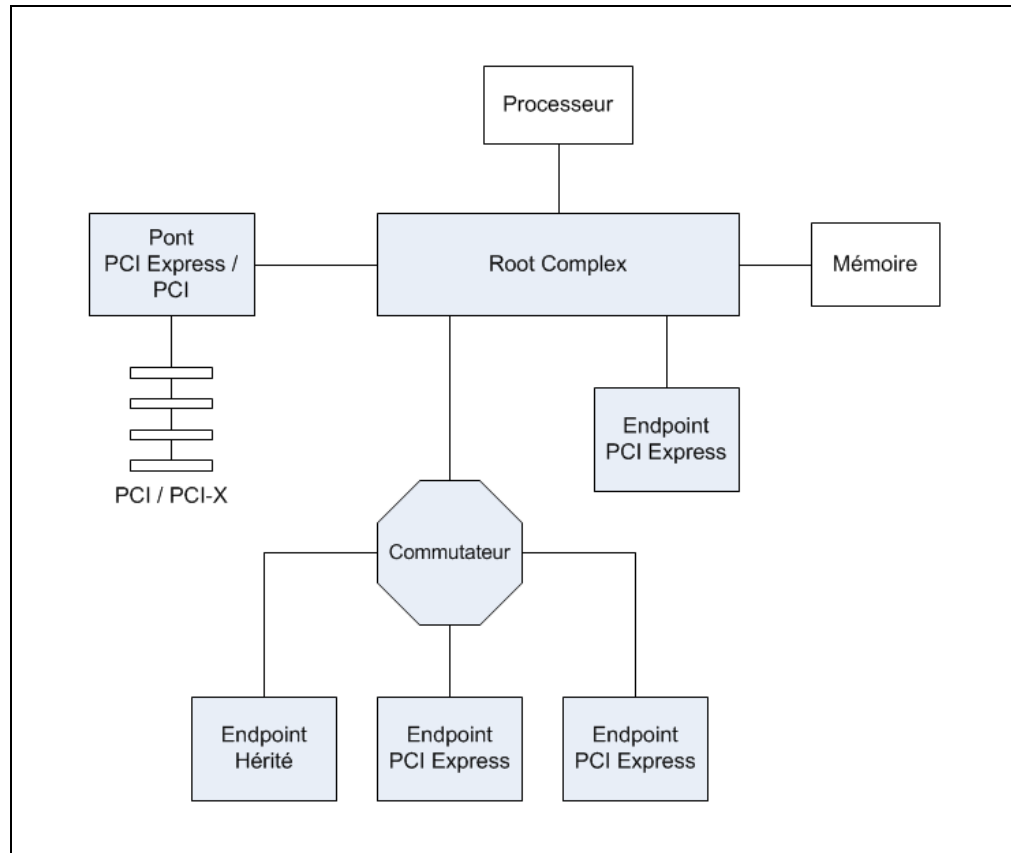 Processeur
Pont
PCI Express /
PCI
Root Complex
Mémoire
Endpoint
PCI Express
PCI / PCI-X
Commutateur
Endpoint
Hérité
Endpoint
PCI Express
Endpoint
PCI Express